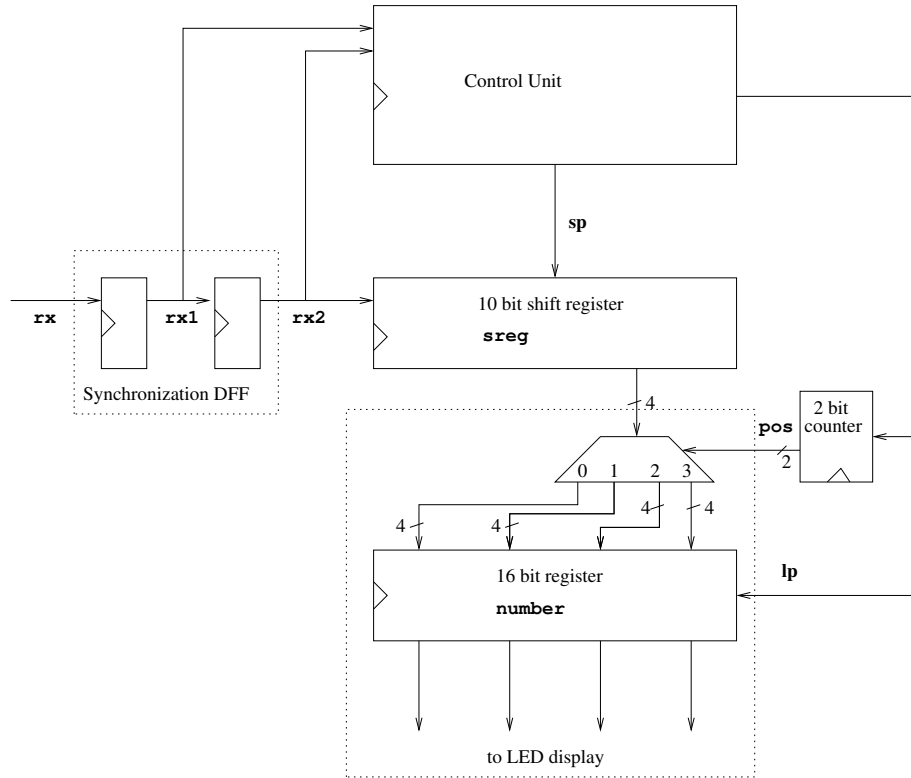 Control Unit
sp
10 bit shift register
sreg
rx
rx1
rx2
Synchronization DFF
4
2 bit
counter
pos
2
0 1 2 3
4
4
4
4
16 bit register
number
lp
to LED display